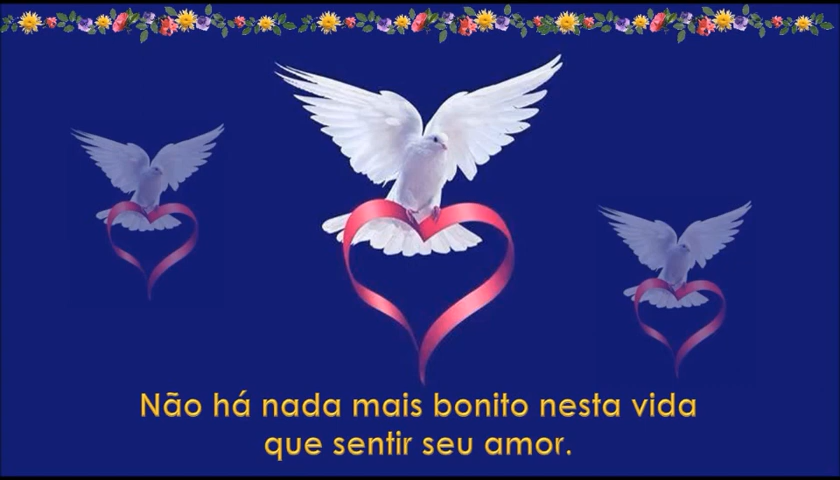 Não há nada mais bonito nesta vida
que sentir seu amor.